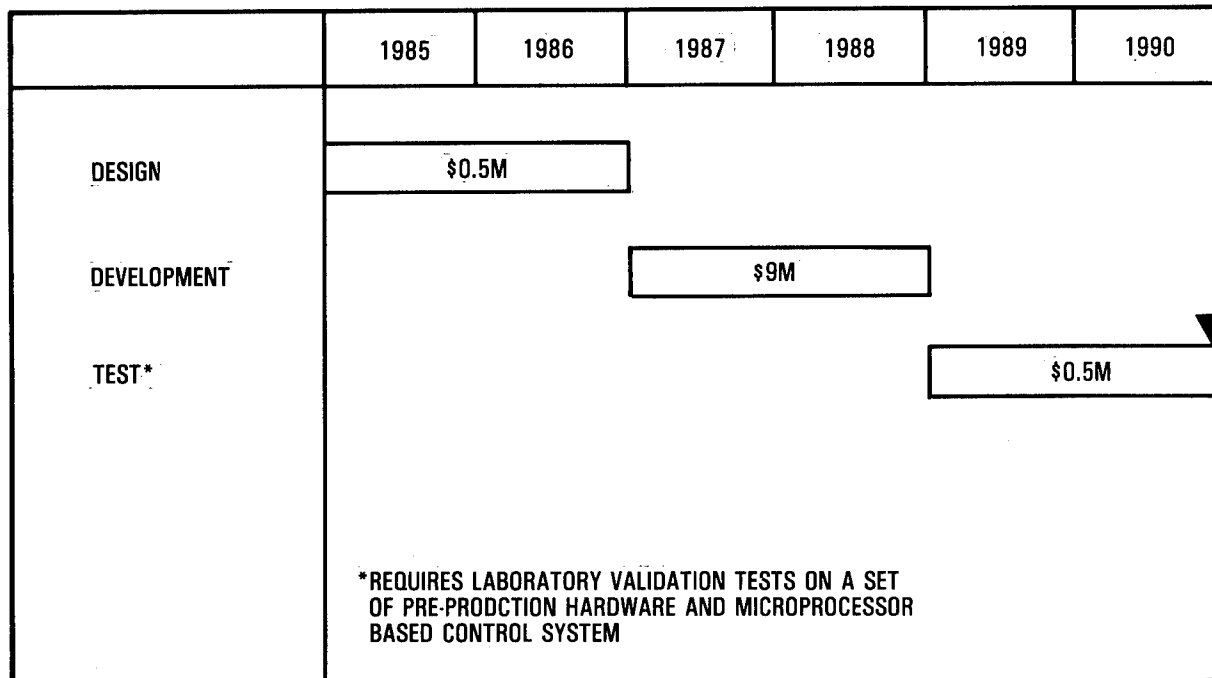 1985 1986 1987 1988 1989 1990
DESIGN $0.5M
DEVELOPMENT $9M
TEST* $0.5M
*REQUIRES LABORATORY VALIDATION TESTS ON A SET
OF PRE-PRODCTION HARDWARE AND MICROPROCESSOR
BASED CONTROL SYSTEM